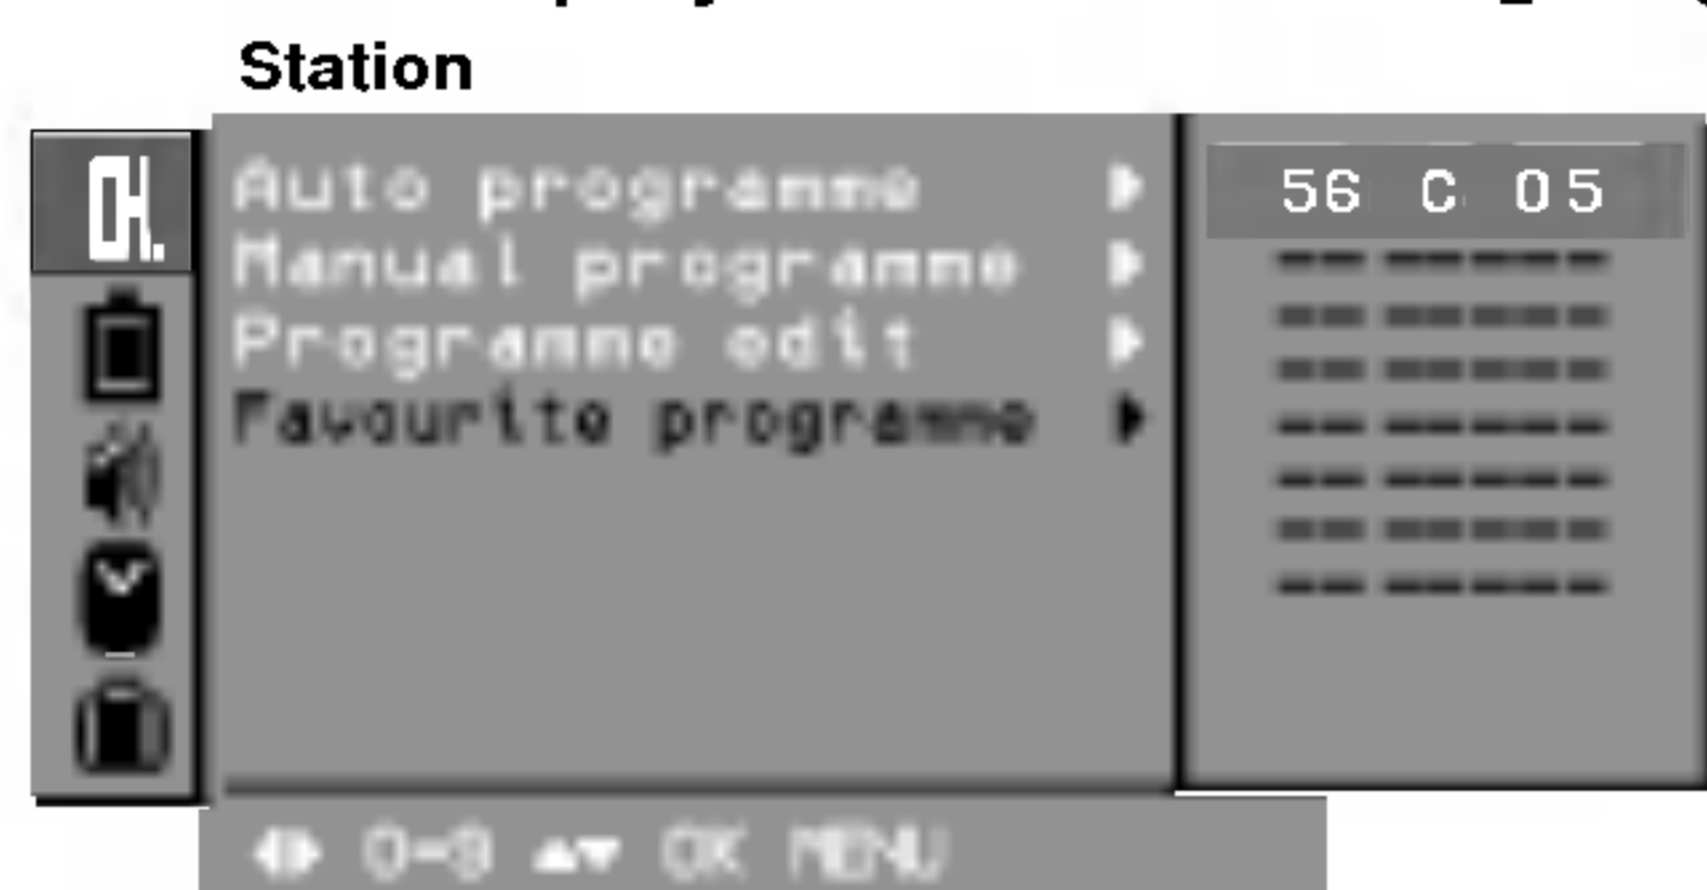 Station
CH.
Auto programme
Manual programme
Programme edit
Favourite programme
56 C 05
-- -----
-- -----
-- -----
-- -----
-- -----
-- -----
-- -----
0-9 OK MENU